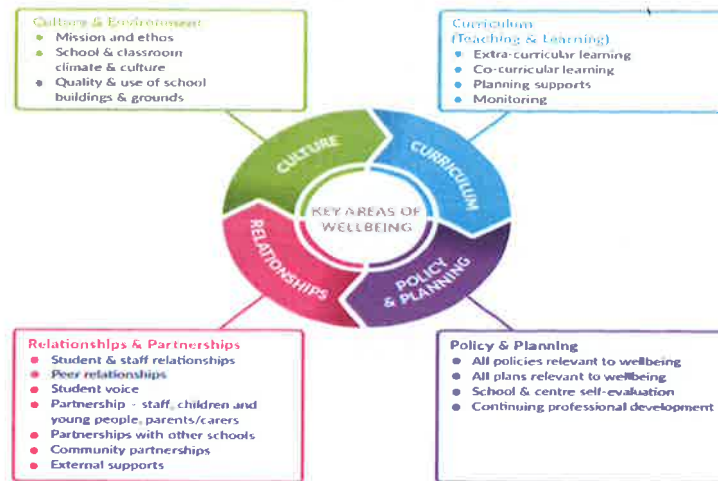 Culture & Environment
Mission and ethos
School & classroom
climate & culture
Quality & use of school
buildings & grounds
Curriculum
(Teaching & Learning)
Extra-curricular learning
Co-curricular learning
Planning supports
Monitoring
CULTURE
CURRICULUM
KEY AREAS OF
WELLBEING
RELATIONSHIPS
POLICY
& PLANNING
Relationships & Partnerships
Student & staff relationships
Peer relationships
Student voice
Partnership - staff, children and
young people, parents/carers
Partnerships with other schools
Community partnerships
External supports
Policy & Planning
All policies relevant to wellbeing
All plans relevant to wellbeing
School & centre self-evaluation
Continuing professional development